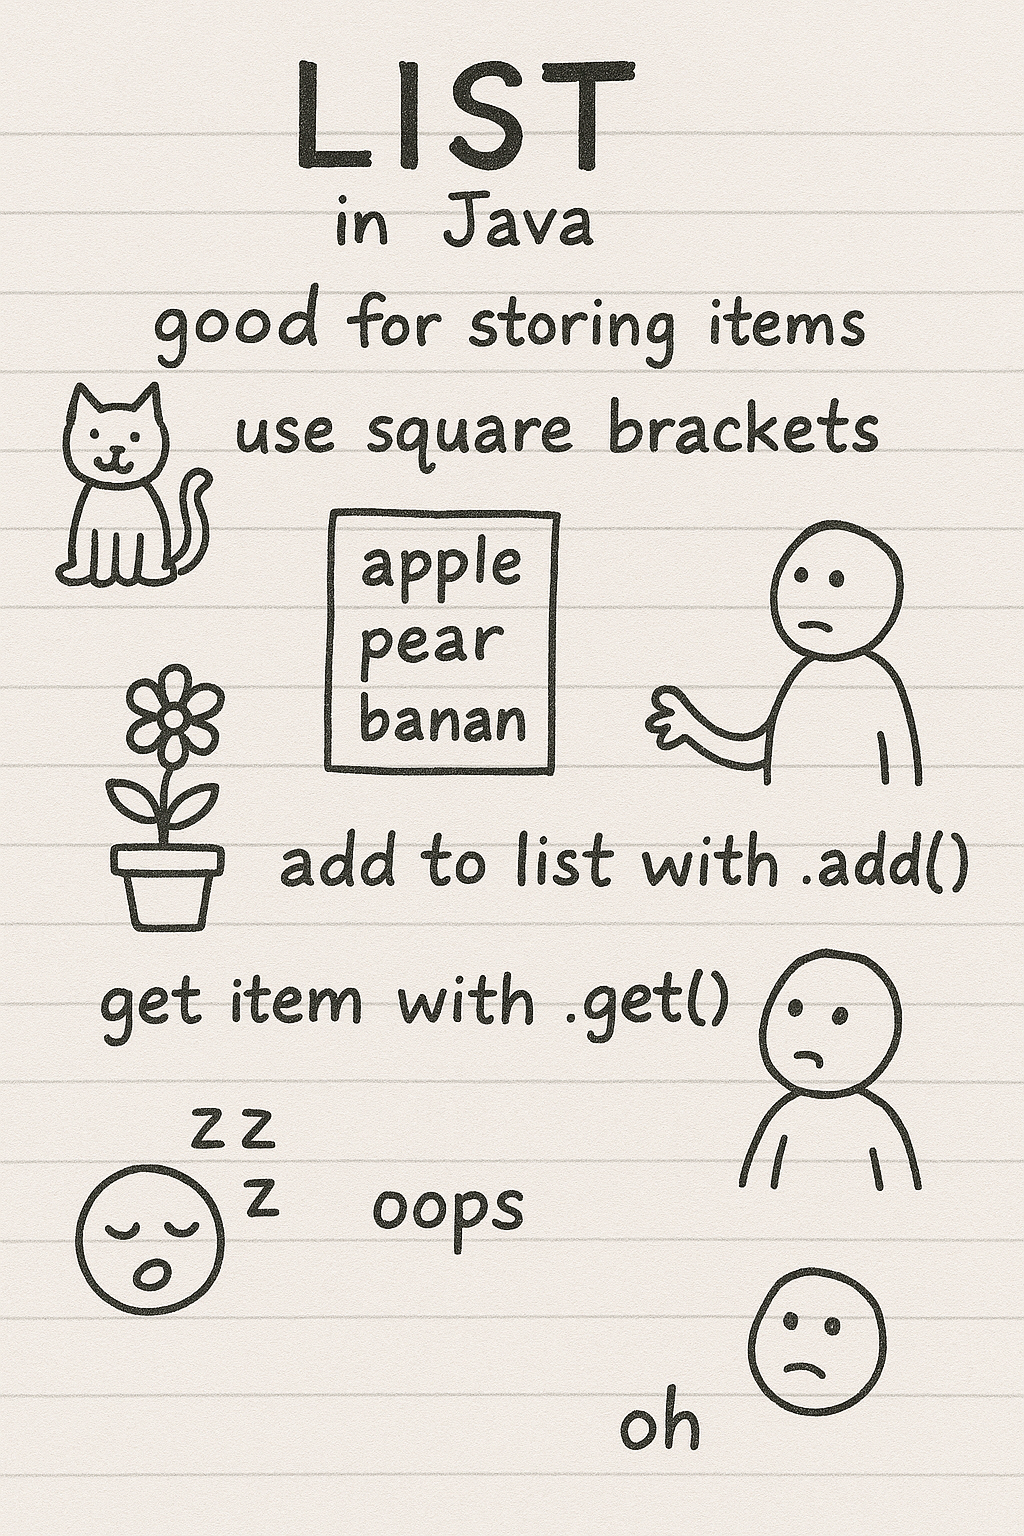 LIST
in Java
good for storing items
use square brackets
apple
pear
banan
add to list with .add()
get item with .get()
zz
z
oops
oh